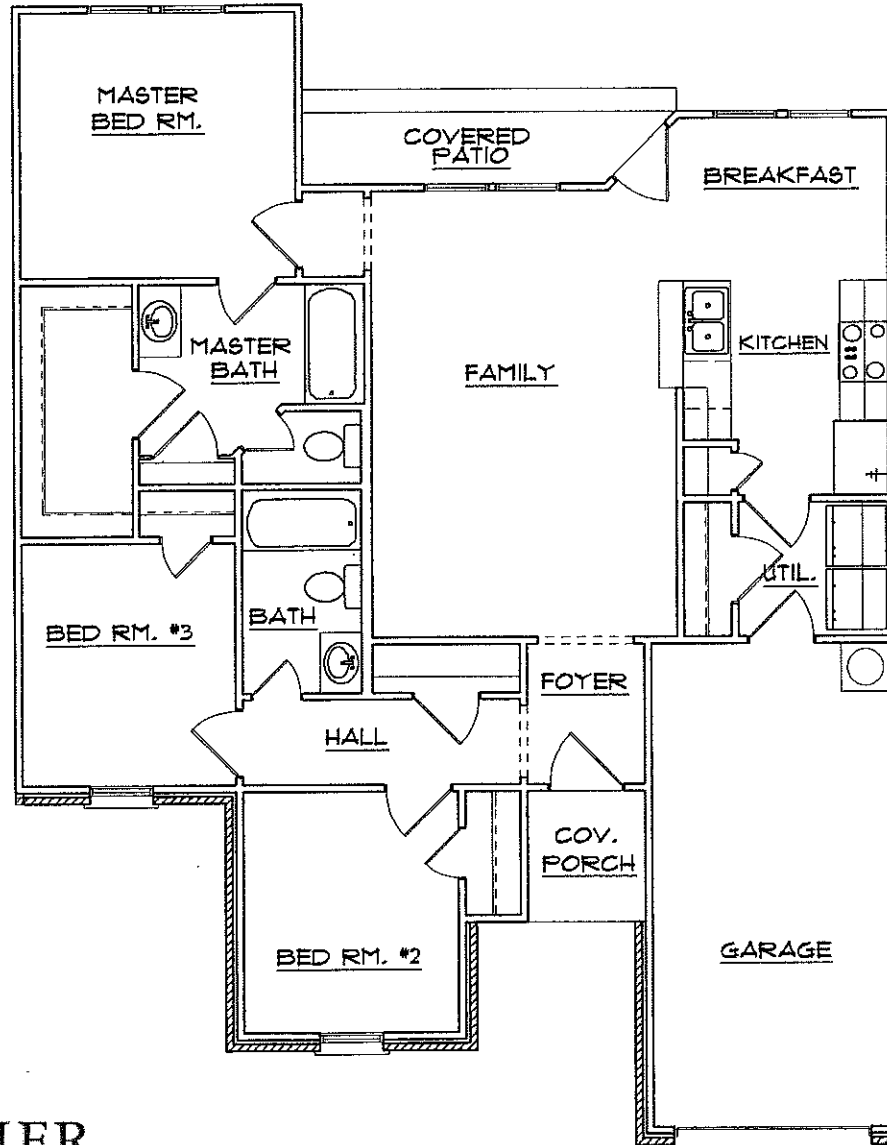 MASTER
BED RM.
COVERED
PATIO
BREAKFAST
MASTER
BATH
FAMILY
KITCHEN
UTIL.
BED RM. #3
BATH
FOYER
HALL
COV.
PORCH
BED RM. #2
GARAGE